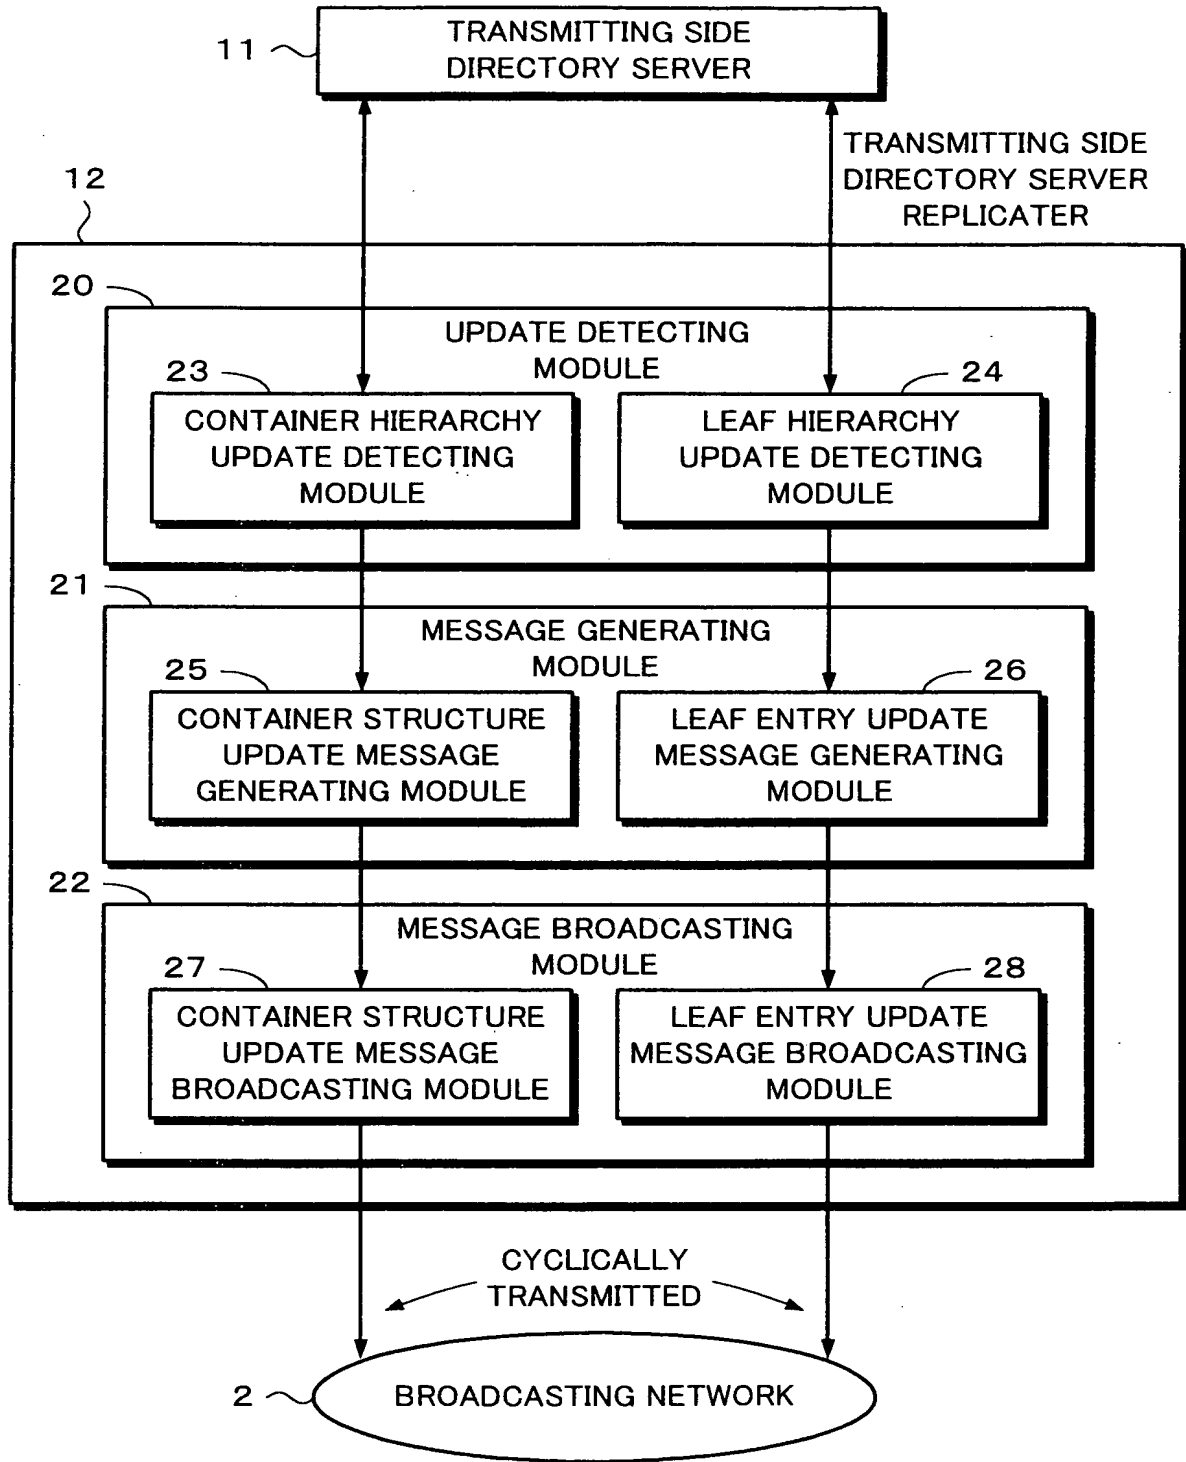 11
TRANSMITTING SIDE
DIRECTORY SERVER
TRANSMITTING SIDE
DIRECTORY SERVER
REPLICATER
12
20
UPDATE DETECTING
MODULE
23
24
CONTAINER HIERARCHY
UPDATE DETECTING
MODULE
LEAF HIERARCHY
UPDATE DETECTING
MODULE
21
MESSAGE GENERATING
MODULE
25
26
CONTAINER STRUCTURE
UPDATE MESSAGE
GENERATING MODULE
LEAF ENTRY UPDATE
MESSAGE GENERATING
MODULE
22
MESSAGE BROADCASTING
MODULE
27
28
CONTAINER STRUCTURE
UPDATE MESSAGE
BROADCASTING MODULE
LEAF ENTRY UPDATE
MESSAGE BROADCASTING
MODULE
CYCLICALLY
TRANSMITTED
2
BROADCASTING NETWORK